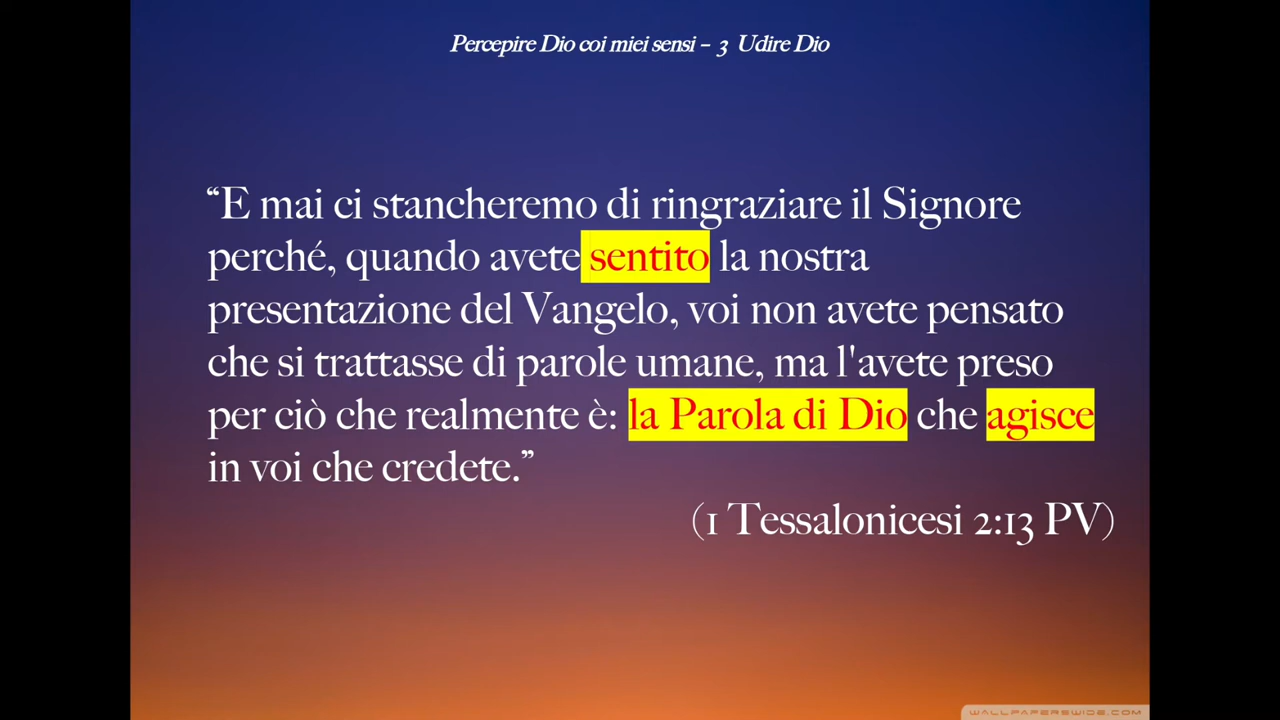 Percepire Dio coi miei sensi – 3 Udire Dio
“E mai ci stancheremo di ringraziare il Signore
perché, quando avete sentito la nostra
presentazione del Vangelo, voi non avete pensato
che si trattasse di parole umane, ma l'avete preso
per ciò che realmente è: la Parola di Dio che agisce
in voi che credete.”
(1 Tessalonicesi 2:13 PV)
WALLPAPERSWIDE.COM